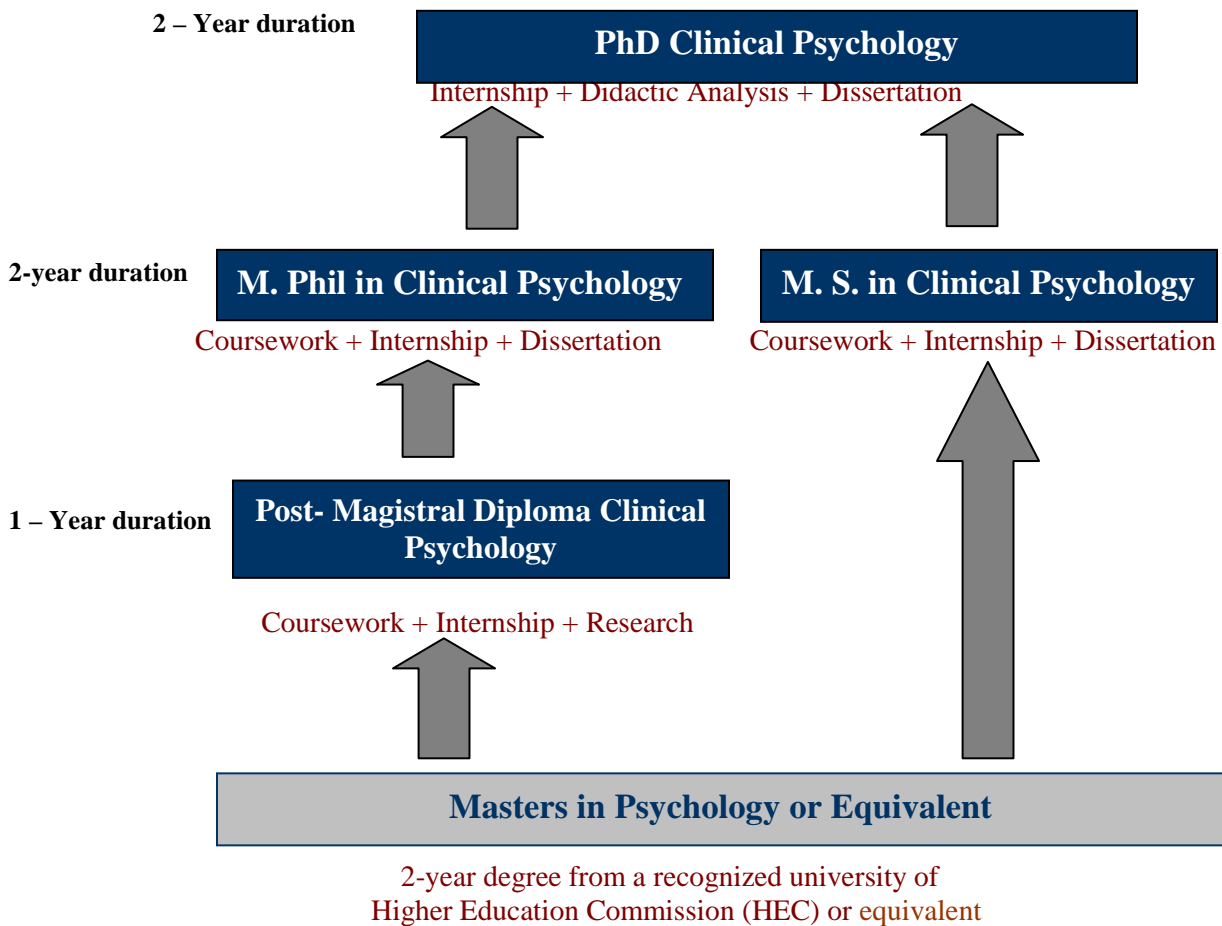 2 – Year duration
PhD Clinical Psychology
Internship + Didactic Analysis + Dissertation
2-year duration
M. Phil in Clinical Psychology
M. S. in Clinical Psychology
Coursework + Internship + Dissertation
Coursework + Internship + Dissertation
1 – Year duration
Post- Magistral Diploma Clinical
Psychology
Coursework + Internship + Research
Masters in Psychology or Equivalent
2-year degree from a recognized university of
Higher Education Commission (HEC) or equivalent